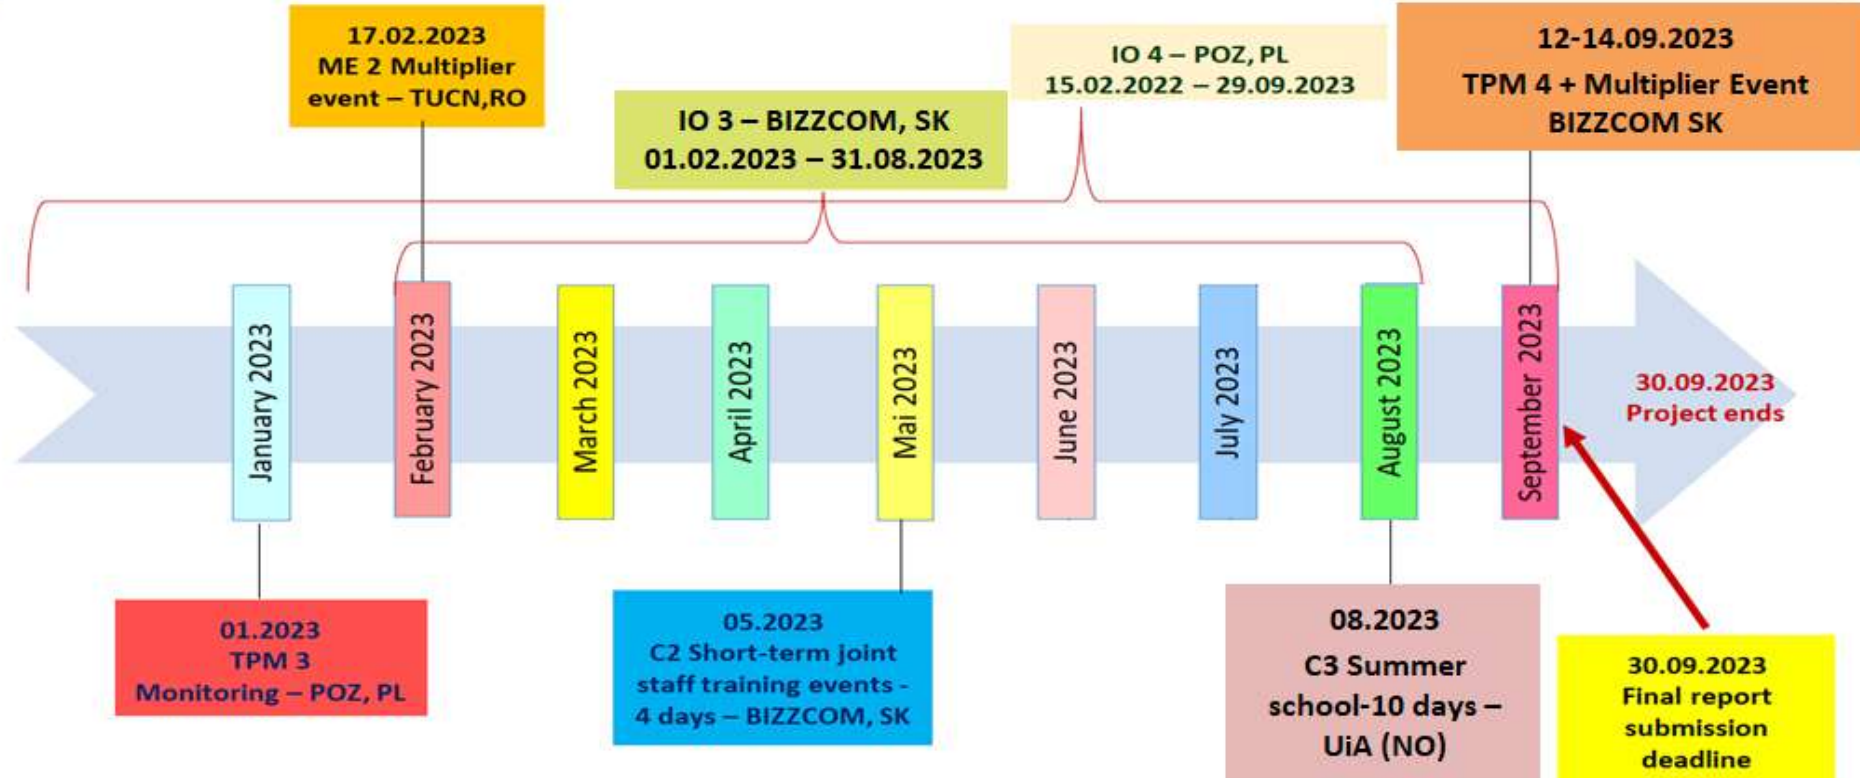 17.02.2023
ME 2 Multiplier
event – TUCN,RO
IO 3 – BIZZCOM, SK
01.02.2023 – 31.08.2023
IO 4 – POZ, PL
15.02.2022 – 29.09.2023
12-14.09.2023
TPM 4 + Multiplier Event
BIZZCOM SK
January 2023
February 2023
March 2023
April 2023
Mai 2023
June 2023
July 2023
August 2023
September 2023
30.09.2023
Project ends
01.2023
TPM 3
Monitoring – POZ, PL
05.2023
C2 Short-term joint
staff training events -
4 days – BIZZCOM, SK
08.2023
C3 Summer
school-10 days –
UiA (NO)
30.09.2023
Final report
submission
deadline